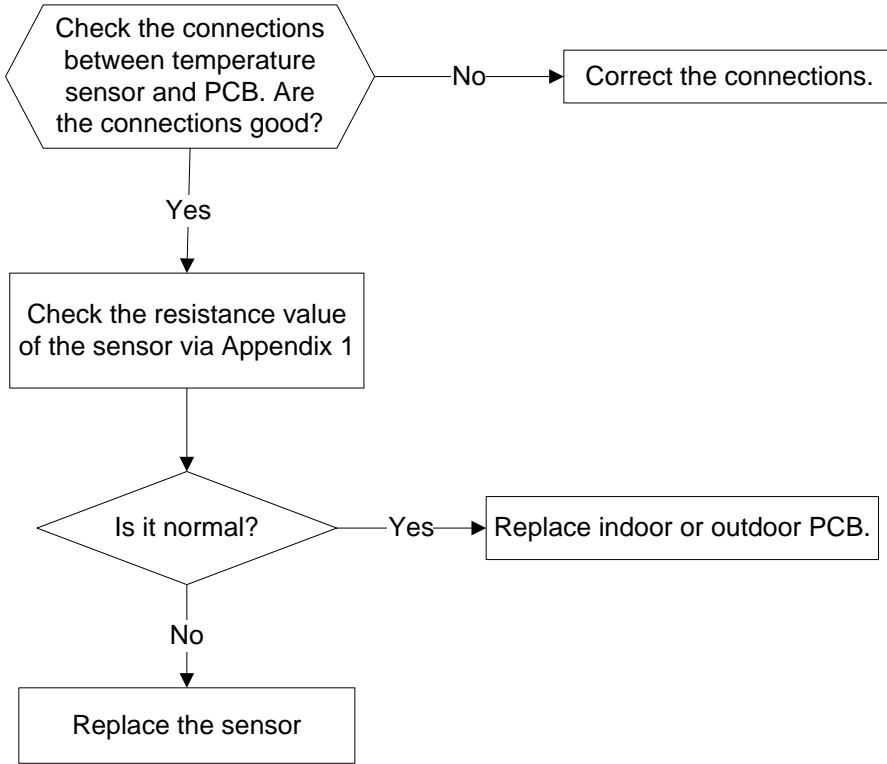 Check the connections
between temperature
sensor and PCB. Are
the connections good?
No
Correct the connections.
Yes
Check the resistance value
of the sensor via Appendix 1
Is it normal?
Yes
Replace indoor or outdoor PCB.
No
Replace the sensor